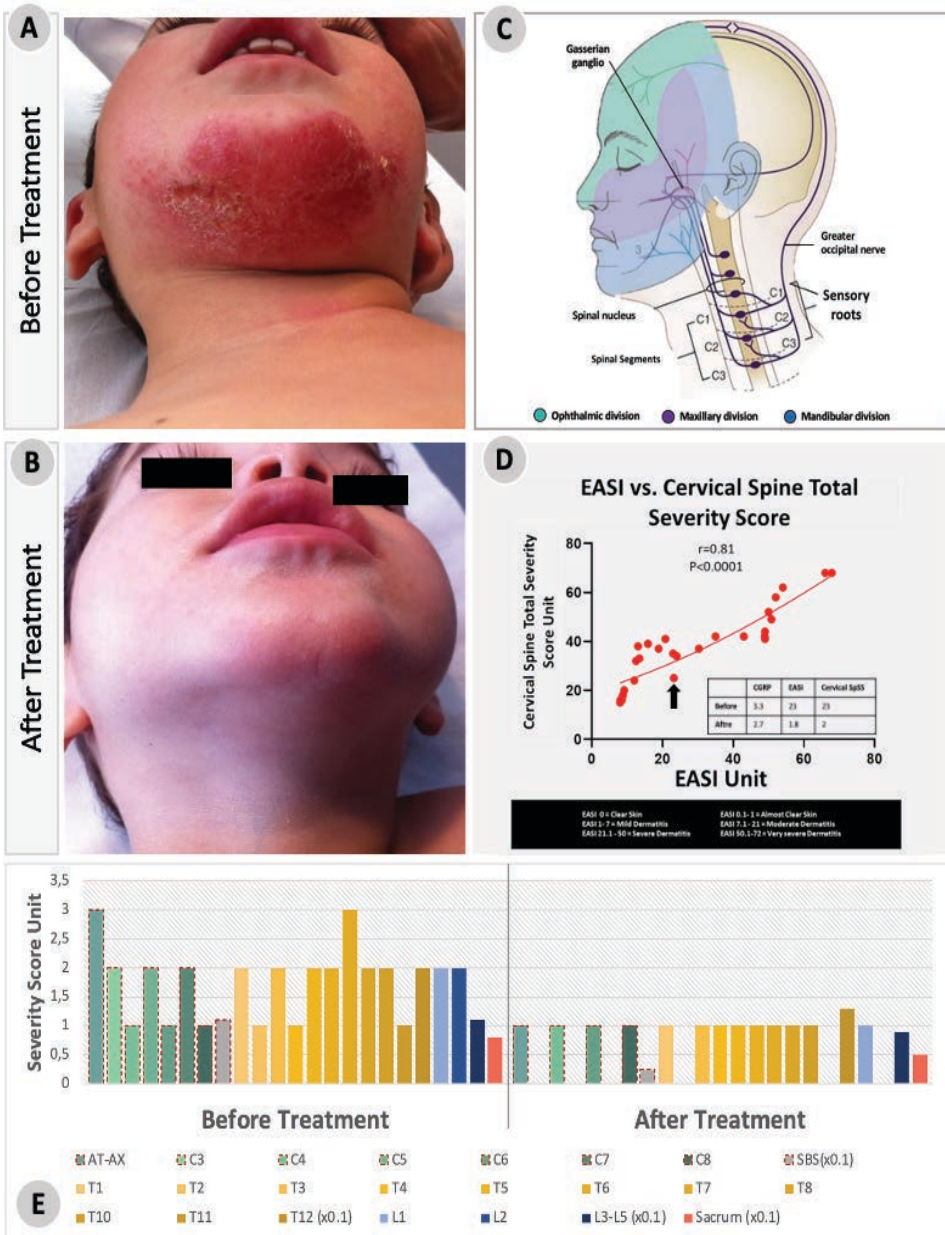 A
Before Treatment
B
After Treatment
C
Gasserian
ganglio
Greater
occipital nerve
Spinal nucleus
Sensory
roots
C1
C2
C3
C1
C2
C3
Spinal Segments
3
Ophthalmic division
Maxillary division
Mandibular division
D
EASI vs. Cervical Spine Total
Severity Score
r=0.81
P<0.0001
Cervical Spine Total Severity
Score Unit
80
60
40
20
0
0 20 40 60 80
EASI Unit
CGRP EASI Cervical SpSS
Before 3.3 23 23
Aftre 2.7 1.8 2
EASI 0 = Clear Skin EASI 0.1- 1 = Almost Clear Skin
EASI 1- 7 = Mild Dermatitis EASI 7.1 - 21 = Moderate Dermatitis
EASI 21.1 - 50 = Severe Dermatitis EASI 50.1-72 = Very severe Dermatitis
Severity Score Unit
3,5
3
2,5
2
1,5
1
0,5
0
Before Treatment After Treatment
AT-AX C3 C4 C5 C6 C7 C8 SBS(x0.1)
T1 T2 T3 T4 T5 T6 T7 T8
T10 T11 T12 (x0.1) L1 L2 L3-L5 (x0.1) Sacrum (x0.1)
E